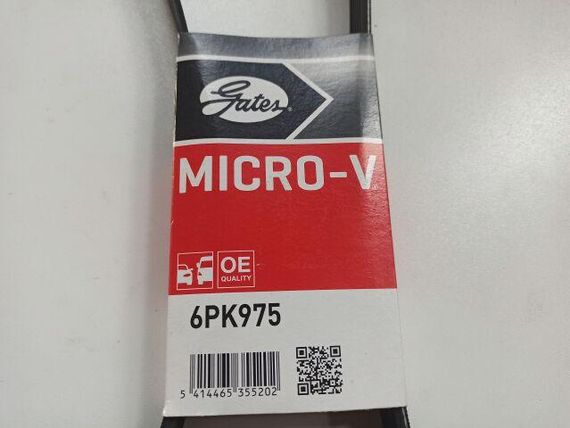 Gates
MICRO-V
OE
QUALITY
6PK975
5 414465 355202